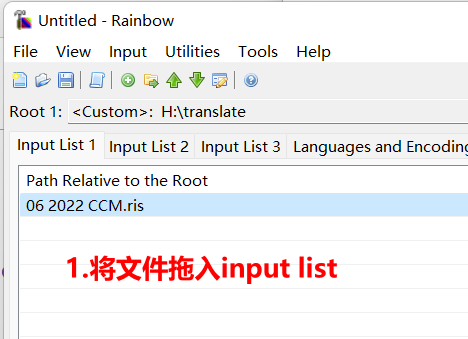 Untitled - Rainbow
File View Input Utilities Tools Help
Root 1: <Custom>: H:\translate
Input List 1 Input List 2 Input List 3 Languages and Encoding
Path Relative to the Root
06 2022 CCM.ris
1.将文件拖入input list